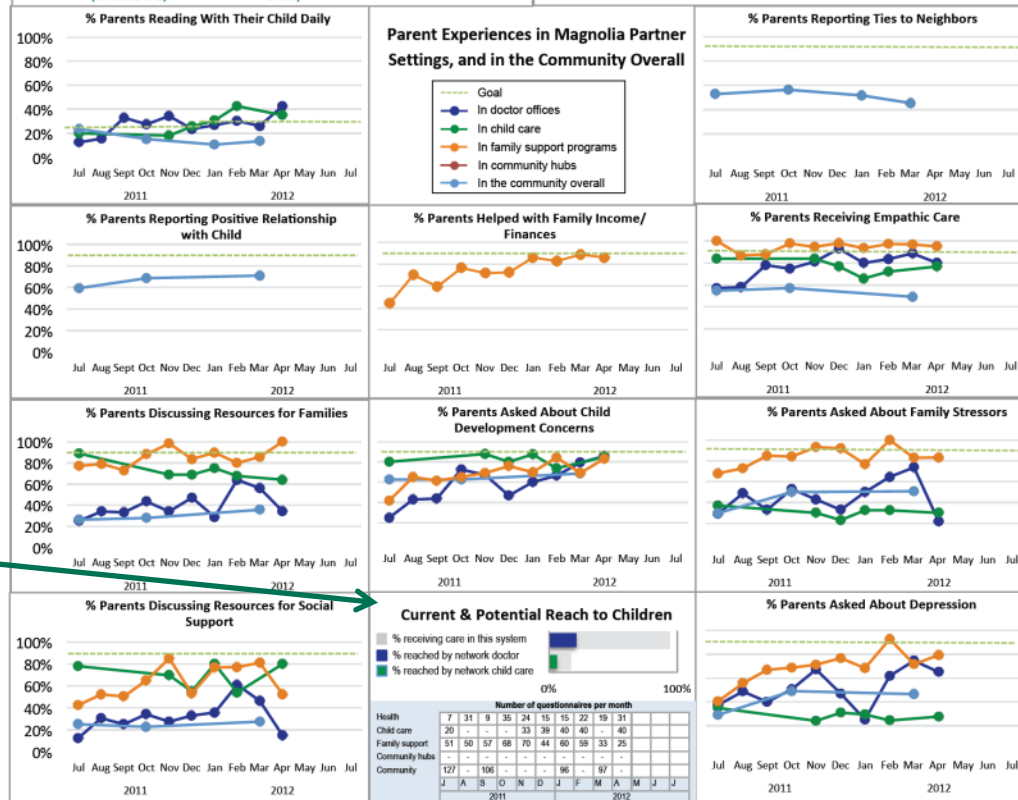 % Parents Reading With Their Child Daily
100%
80%
60%
40%
20%
0%
Jul Aug Sept Oct Nov Dec Jan Feb Mar Apr May Jun Jul
2011 2012
Parent Experiences in Magnolia Partner
Settings, and in the Community Overall
Goal
In doctor offices
In child care
In family support programs
In community hubs
In the community overall
% Parents Reporting Ties to Neighbors
Jul Aug Sept Oct Nov Dec Jan Feb Mar Apr May Jun Jul
2011 2012
% Parents Reporting Positive Relationship
with Child
100%
80%
60%
40%
20%
0%
Jul Aug Sept Oct Nov Dec Jan Feb Mar Apr May Jun Jul
2011 2012
% Parents Helped with Family Income/
Finances
Jul Aug Sept Oct Nov Dec Jan Feb Mar Apr May Jun Jul
2011 2012
% Parents Receiving Empathic Care
Jul Aug Sept Oct Nov Dec Jan Feb Mar Apr May Jun Jul
2011 2012
% Parents Discussing Resources for Families
100%
80%
60%
40%
20%
0%
Jul Aug Sept Oct Nov Dec Jan Feb Mar Apr May Jun Jul
2011 2012
% Parents Asked About Child
Development Concerns
Jul Aug Sept Oct Nov Dec Jan Feb Mar Apr May Jun Jul
2011 2012
% Parents Asked About Family Stressors
Jul Aug Sept Oct Nov Dec Jan Feb Mar Apr May Jun Jul
2011 2012
% Parents Discussing Resources for Social
Support
100%
80%
60%
40%
20%
0%
Jul Aug Sept Oct Nov Dec Jan Feb Mar Apr May Jun Jul
2011 2012
Current & Potential Reach to Children
% receiving care in this system
% reached by network doctor
% reached by network child care
0% 100%
Number of questionnaires per month
Health 7 31 9 35 24 15 15 22 19 31
Child care 20 - - - 33 39 40 40 - 40
Family support 51 50 57 68 70 44 60 59 33 25
Community hubs - - - - - - - - - -
Community 127 - 106 - - - 96 - 97 -
J A S O N D J F M A M J J
2011 2012
% Parents Asked About Depression
Jul Aug Sept Oct Nov Dec Jan Feb Mar Apr May Jun Jul
2011 2012